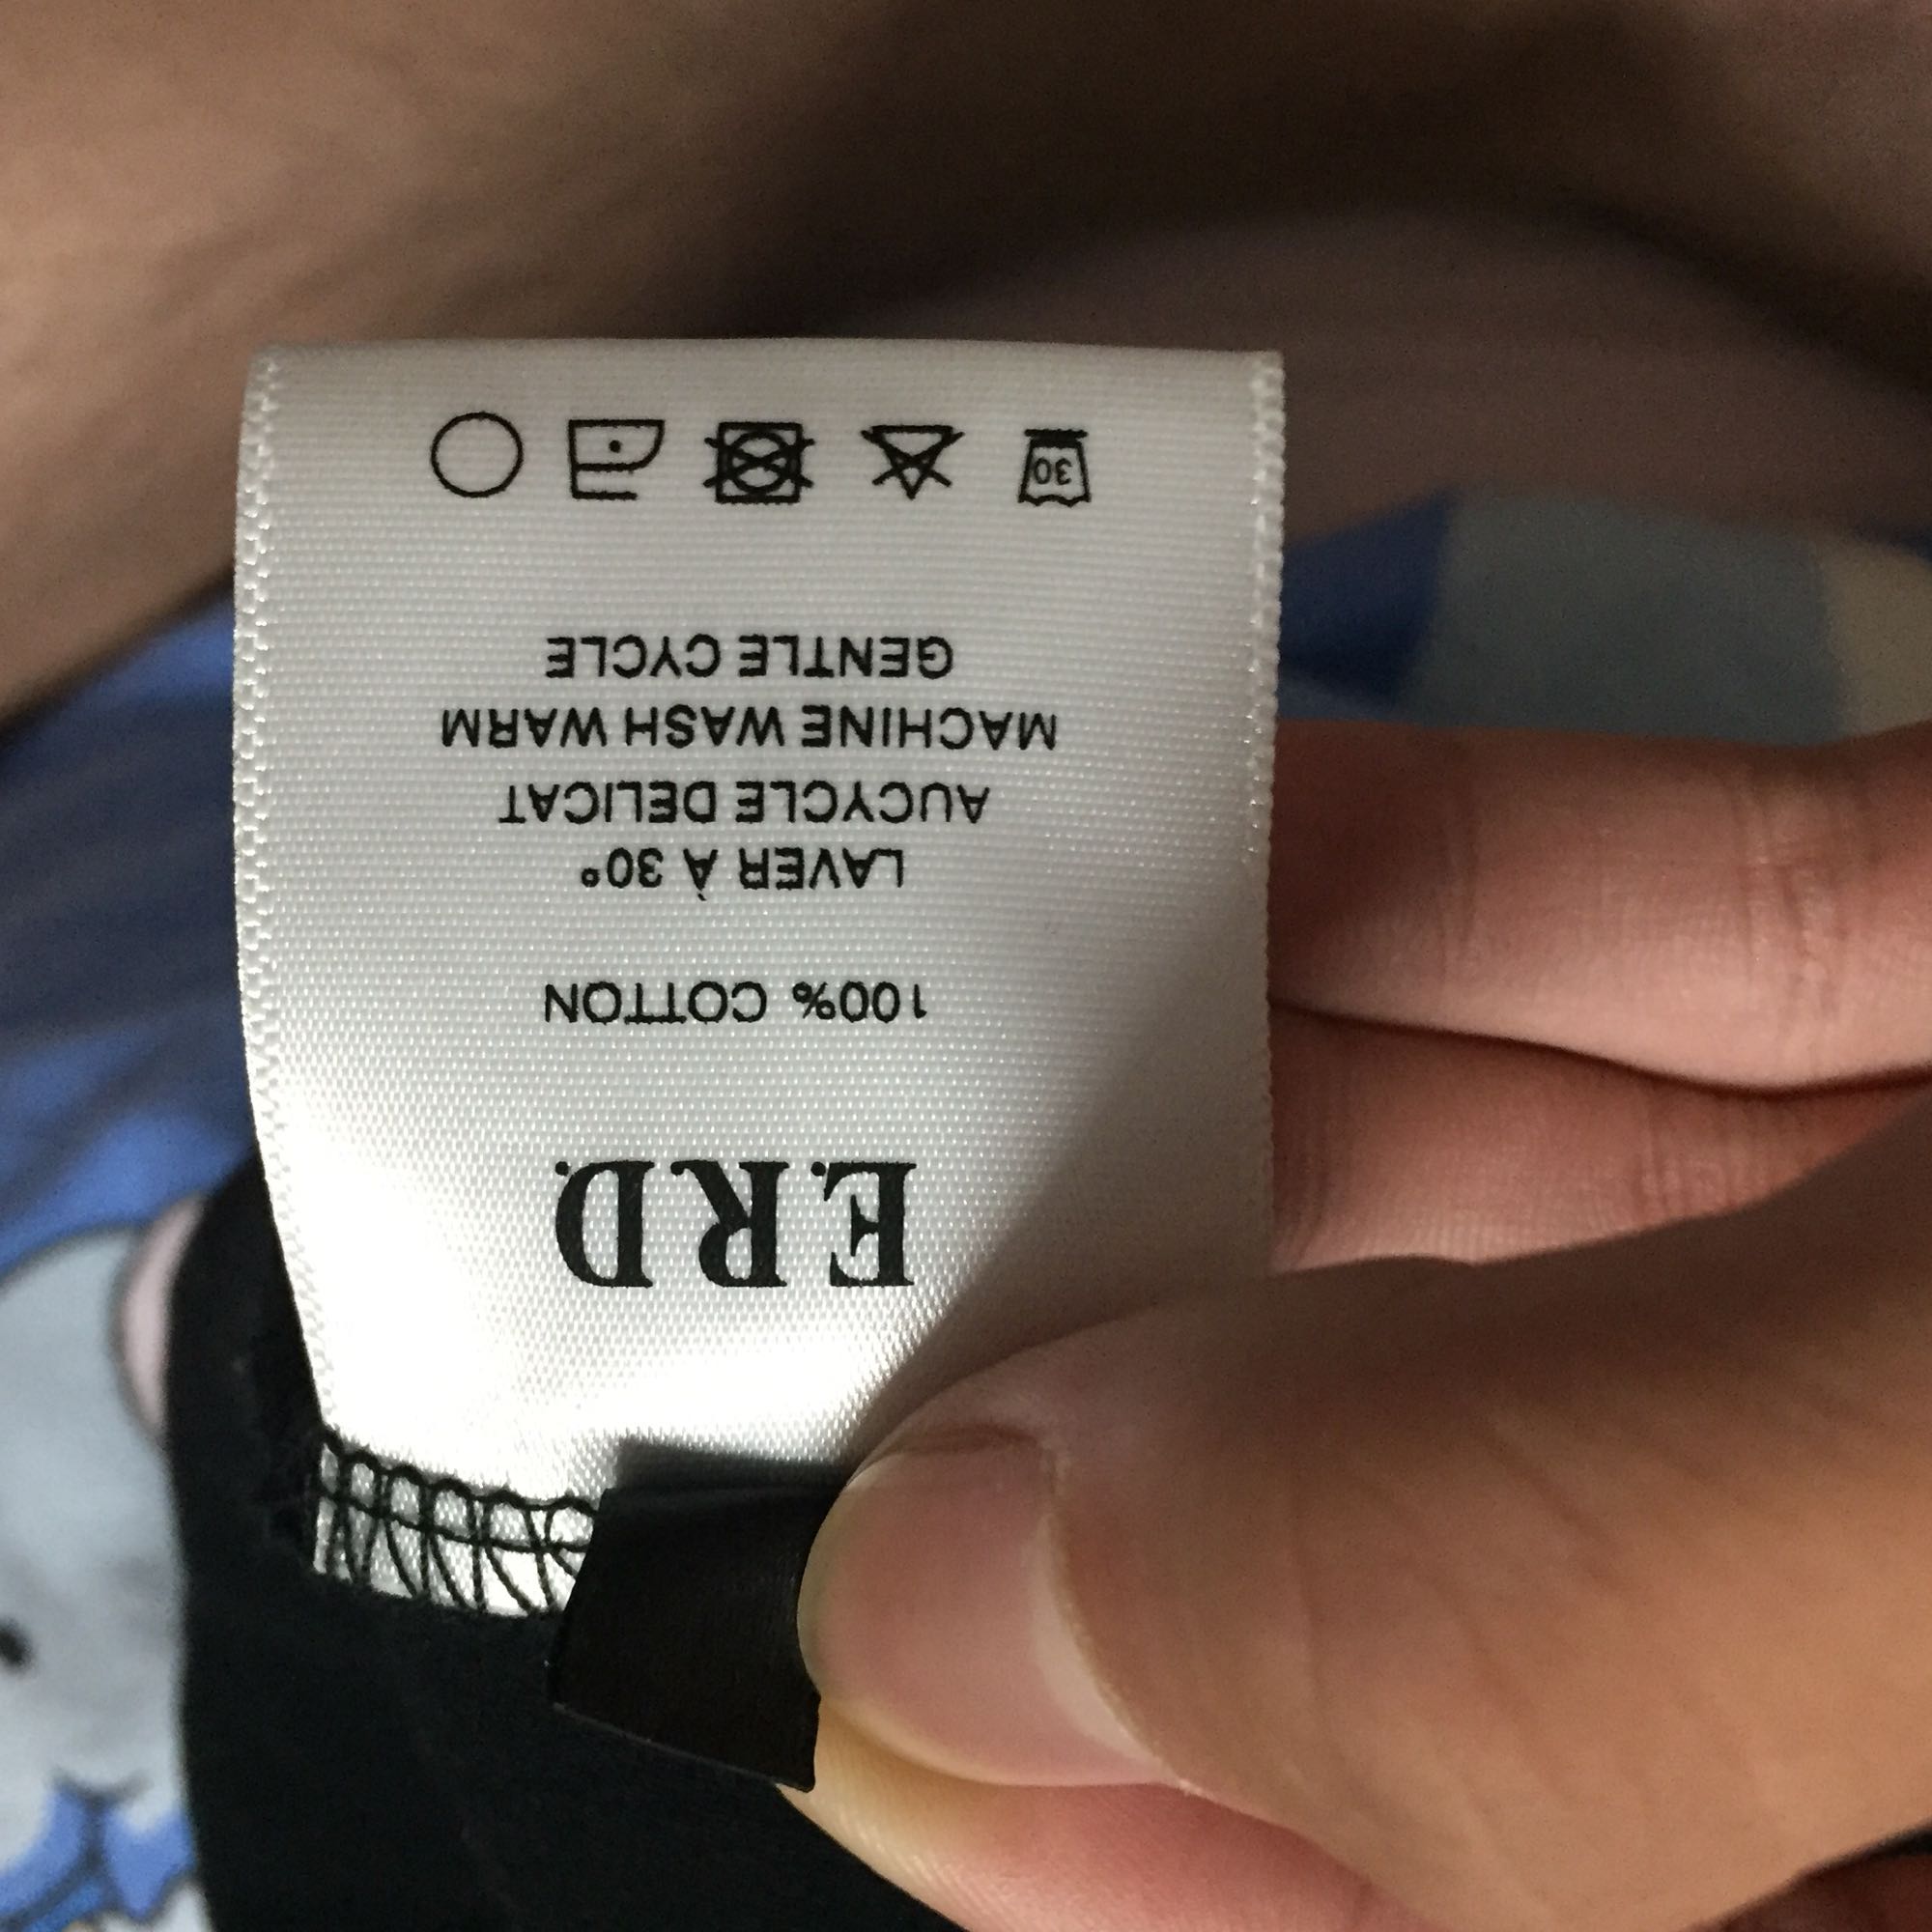 E.R.D.
100% COTTON
LAVER À 30°
AUCYCLE DELICAT
MACHINE WASH WARM
GENTLE CYCLE
30